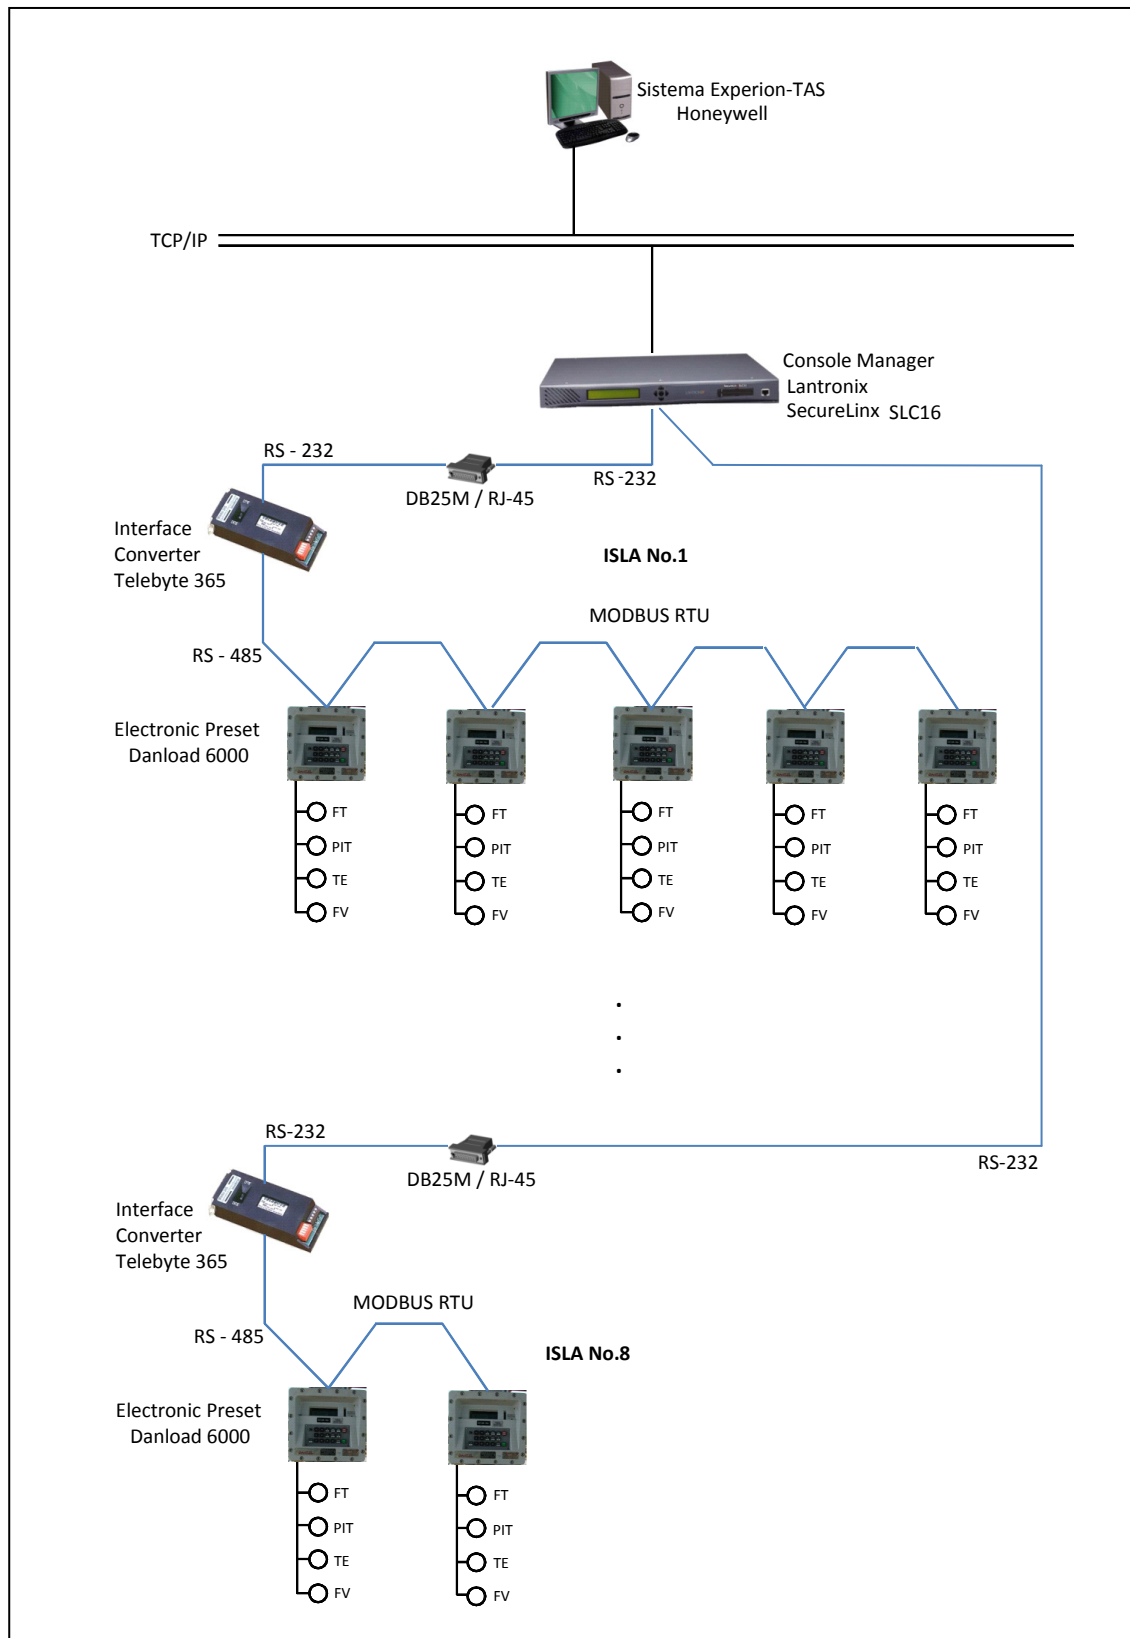 Sistema Experion-TAS
Honeywell
TCP/IP
Console Manager
Lantronix
SecureLinx SLC16
RS - 232
RS-232
DB25M / RJ-45
Interface
Converter
Telebyte 365
ISLA No.1
MODBUS RTU
RS - 485
Electronic Preset
Danload 6000
FT FT FT FT FT
PIT PIT PIT PIT PIT
TE TE TE TE TE
FV FV FV FV FV
.
.
.
RS-232
DB25M / RJ-45
RS-232
Interface
Converter
Telebyte 365
MODBUS RTU
RS - 485
ISLA No.8
Electronic Preset
Danload 6000
FT FT
PIT PIT
TE TE
FV FV